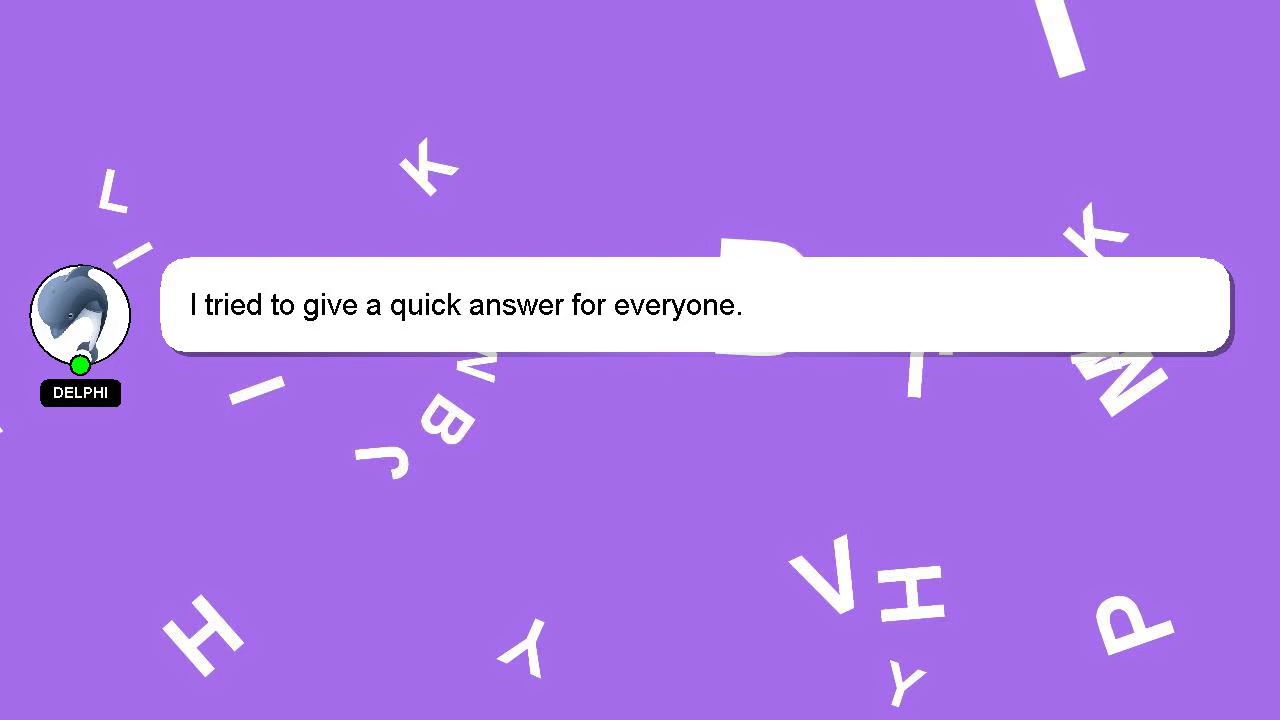 I
K
L
K
I
D
I tried to give a quick answer for everyone.
DELPHI
N
I
M
I
B
J
V
H
H
P
Y
Y